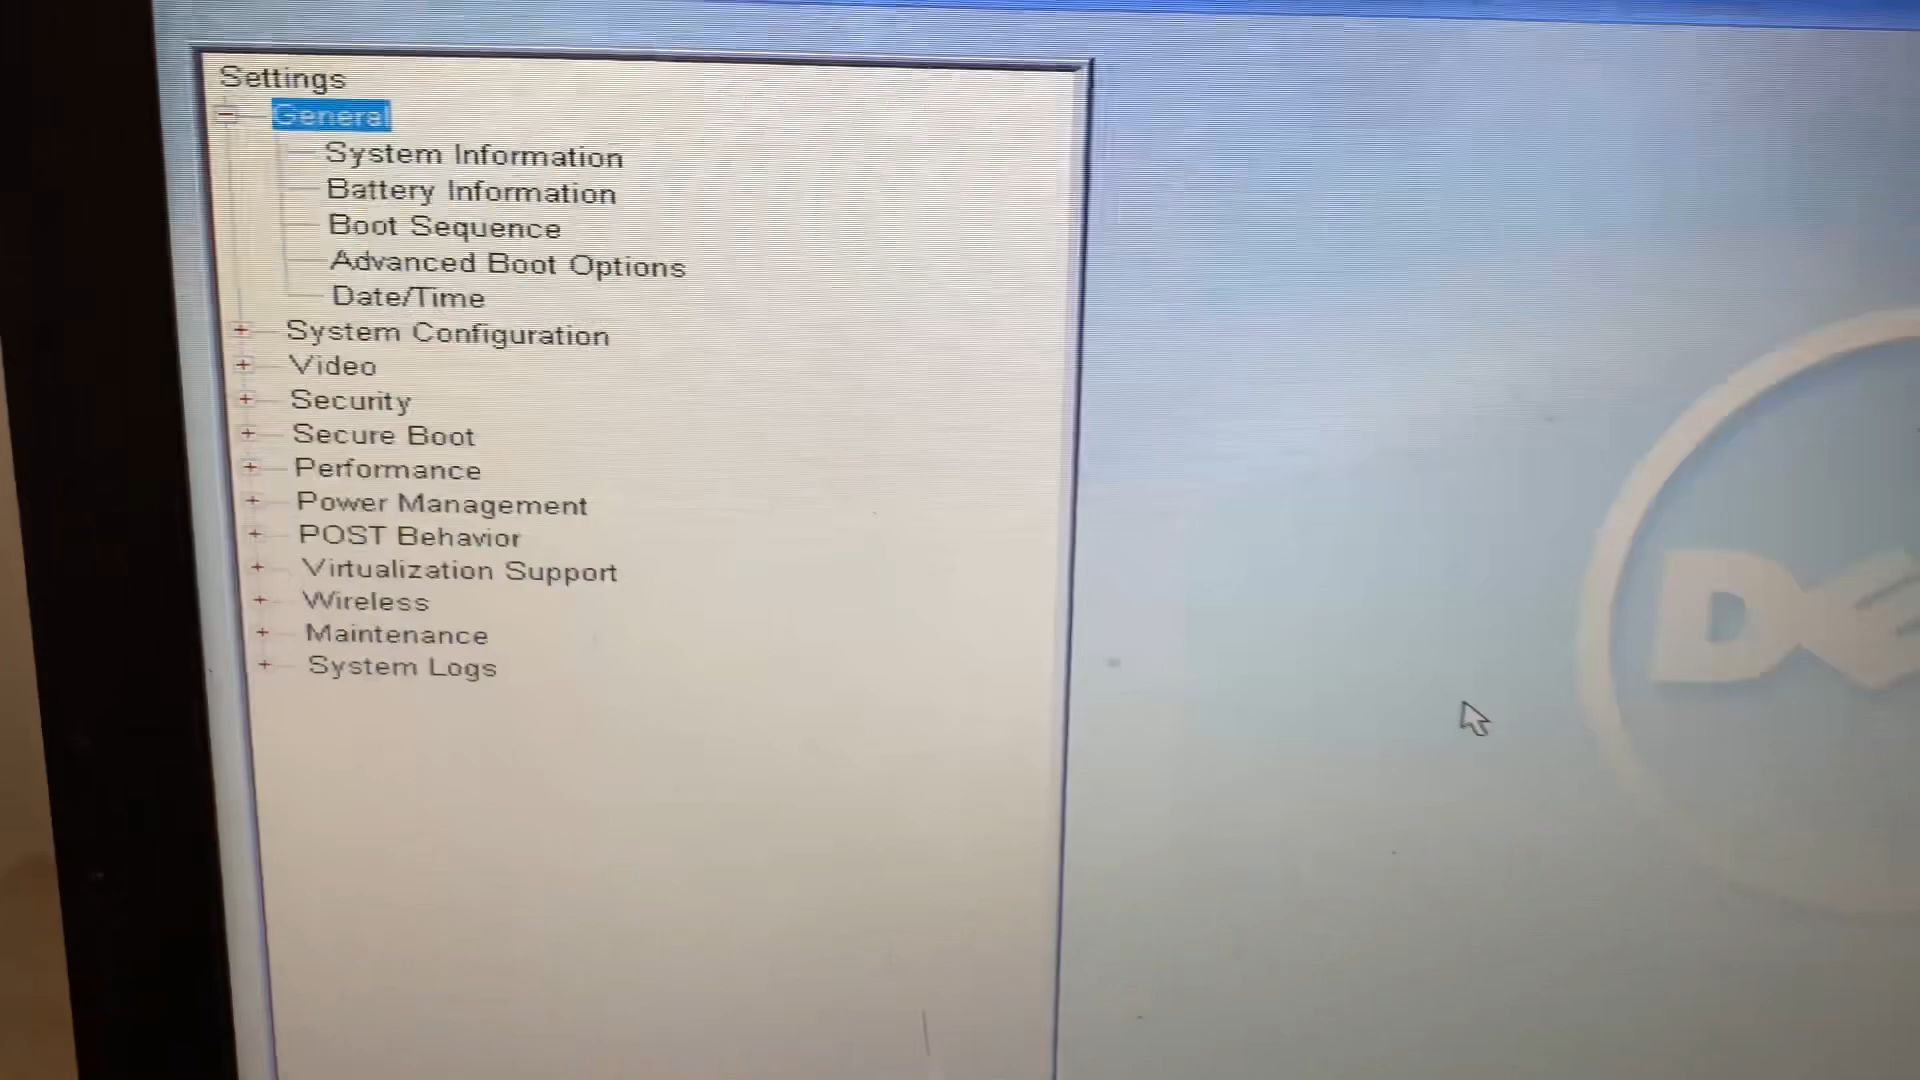 Settings
General
System Information
Battery Information
Boot Sequence
Advanced Boot Options
Date/Time
System Configuration
Video
Security
Secure Boot
Performance
Power Management
POST Behavior
Virtualization Support
Wireless
Maintenance
System Logs